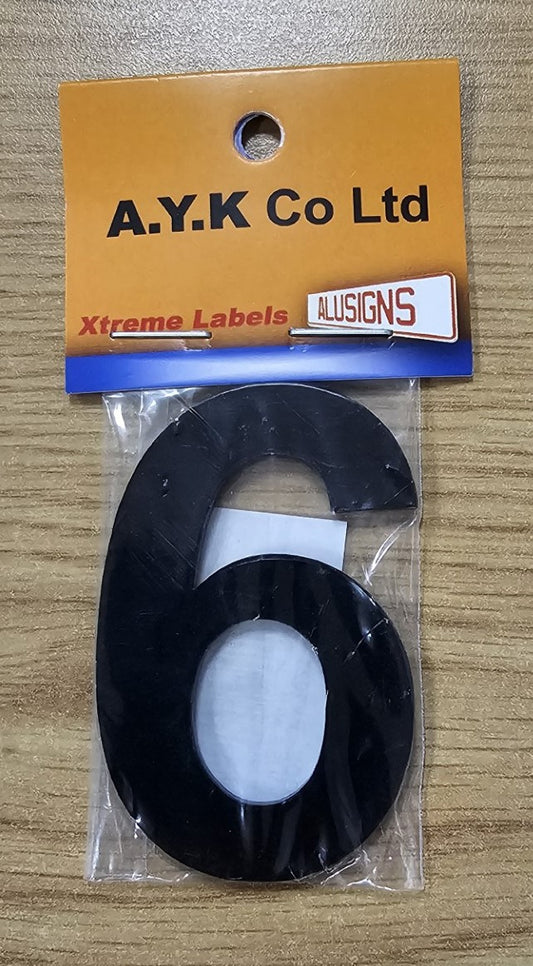 A.Y.K Co Ltd
Xtreme Labels
ALUSIGNS
6